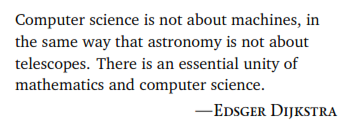 Computer science is not about machines, in
the same way that astronomy is not about
telescopes. There is an essential unity of
mathematics and computer science.
—EDSGER DIJKSTRA